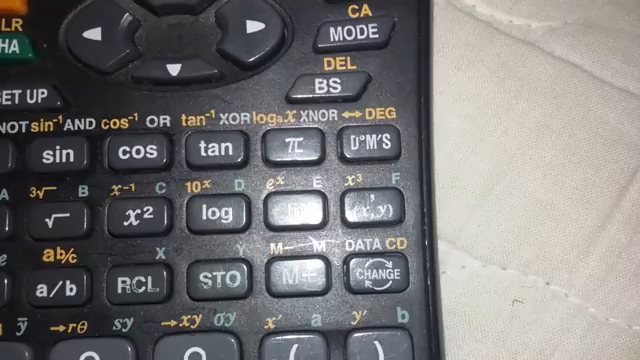 LR
CA
HA
MODE
DEL
SET UP
BS
NOT sin⁻¹ AND cos⁻¹ OR tan⁻¹ XOR logₐx XNOR ↔DEG
sin cos tan π D°M'S
A ³√ B x⁻¹ C 10ˣ D eˣ E x³ F
√ x² log ln (x,y)
e ab/c X Y M− M DATA CD
a/b RCL STO M+ CHANGE
ȳ →rθ sy →xy σy x' a y' b
( )